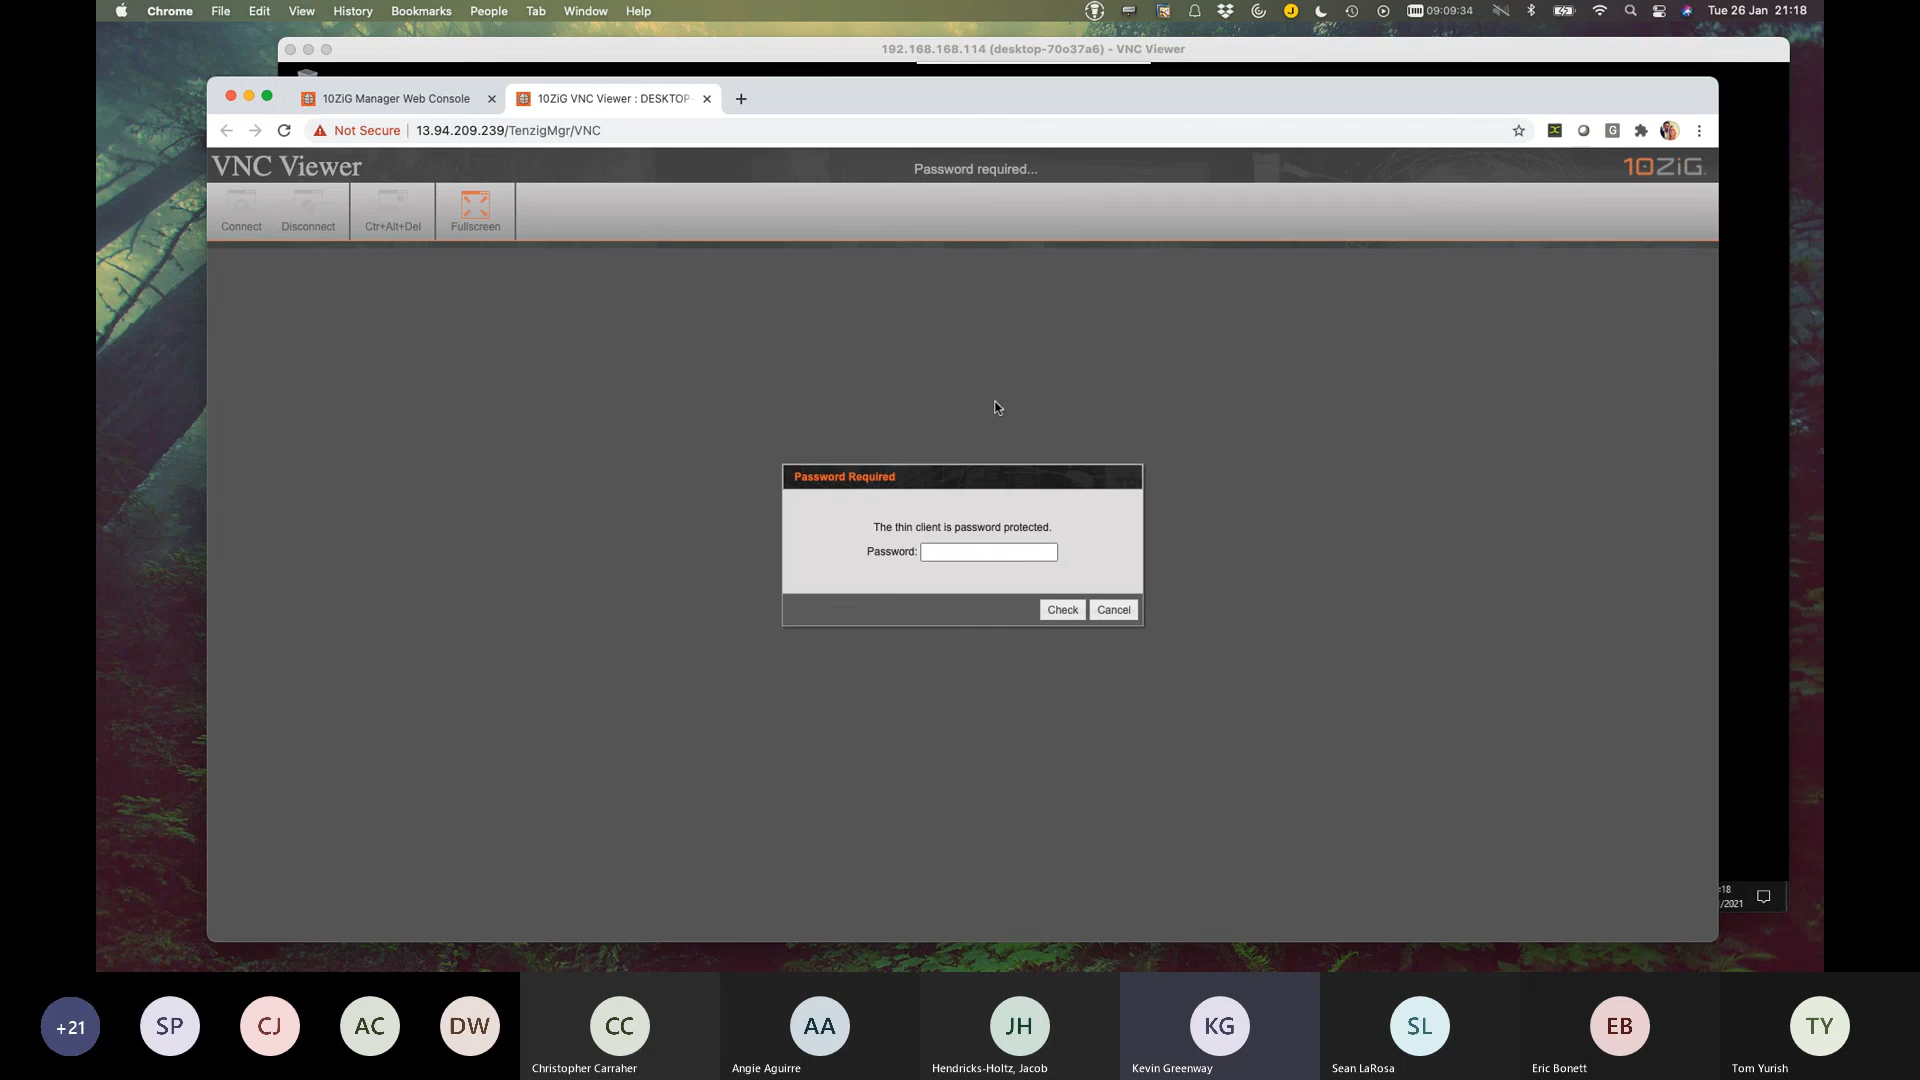 Chrome File Edit View History Bookmarks People Tab Window Help
09:09:34 Tue 26 Jan 21:18
192.168.168.114 (desktop-70o37a6) - VNC Viewer
10ZiG Manager Web Console
10ZiG VNC Viewer : DESKTOP-
Not Secure 13.94.209.239/TenzigMgr/VNC
VNC Viewer
Password required...
10ZiG
Connect Disconnect Ctr+Alt+Del Fullscreen
Password Required
The thin client is password protected.
Password:
Check Cancel
:18
/2021
+21 SP CJ AC DW CC AA JH KG SL EB TY
Christopher Carraher Angie Aguirre Hendricks-Holtz, Jacob Kevin Greenway Sean LaRosa Eric Bonett Tom Yurish